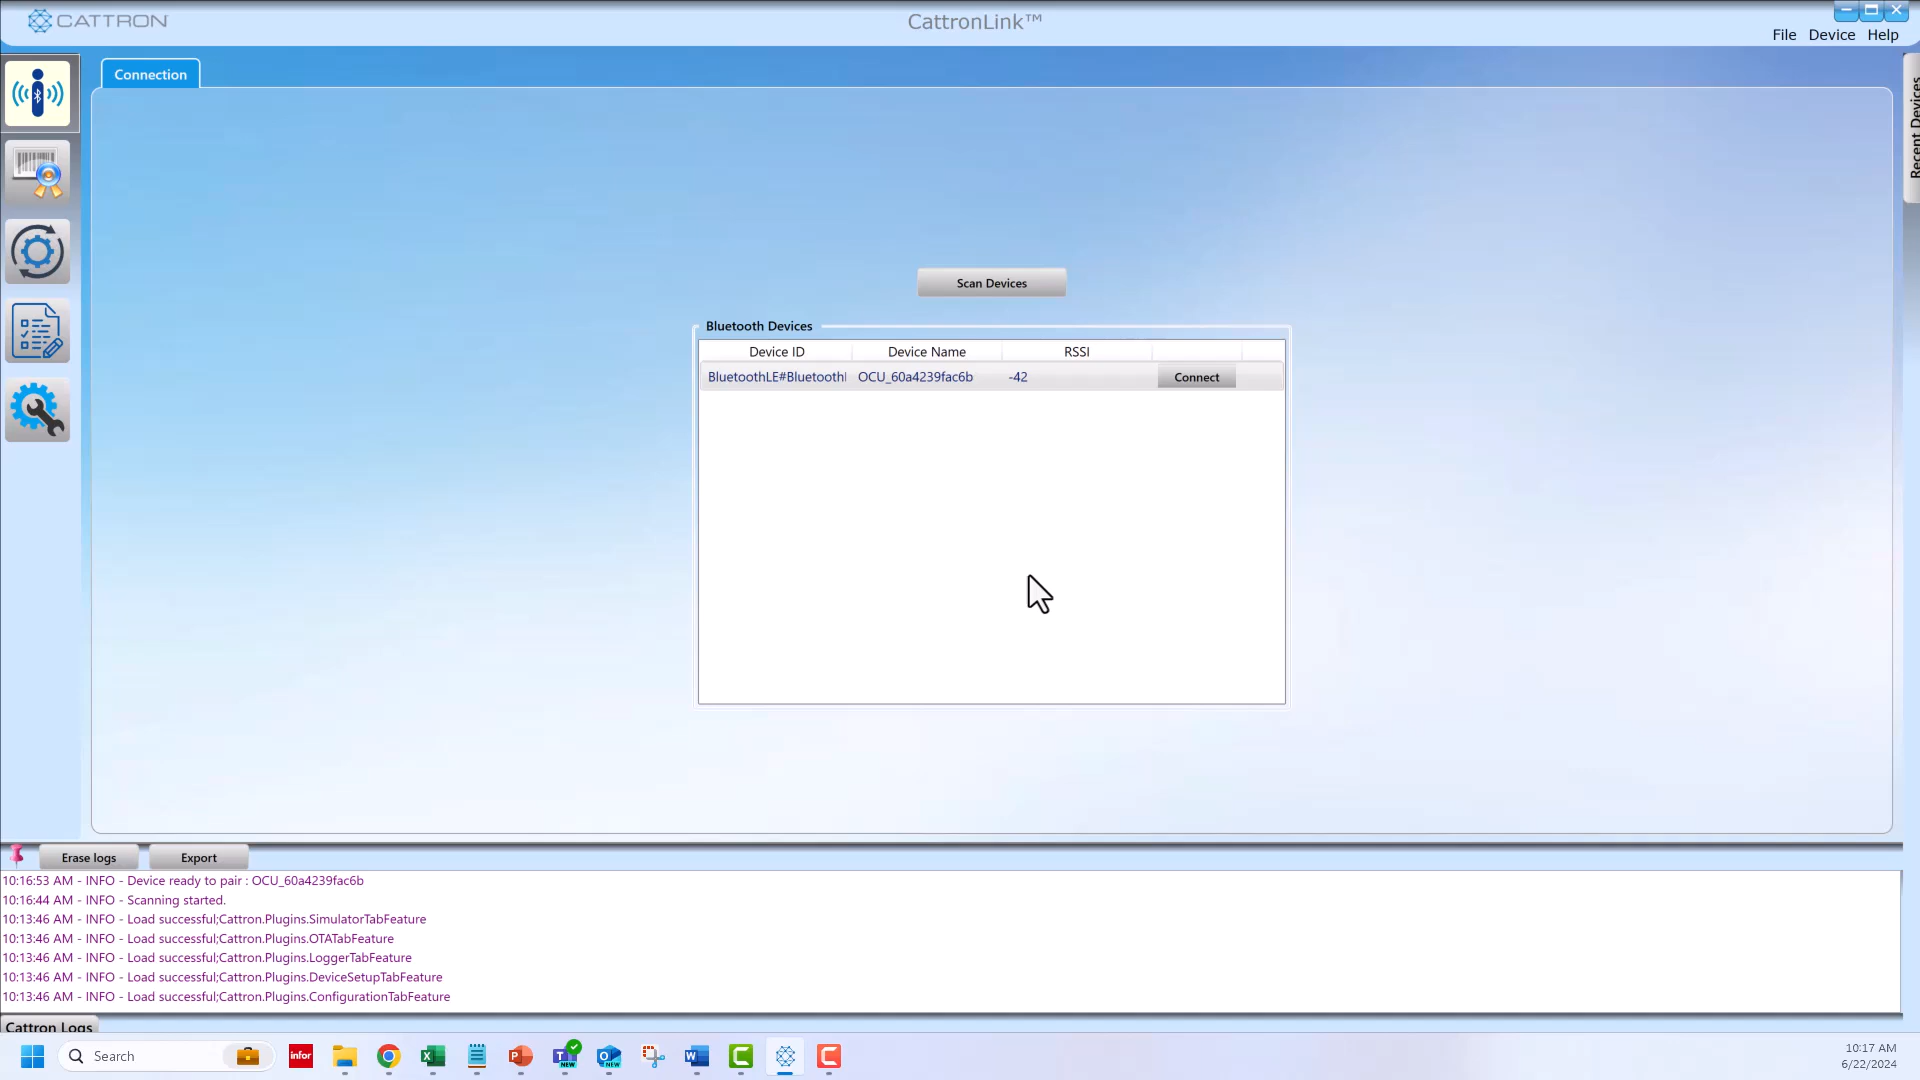 CATTRON
CattronLink™
File Device Help
Connection
Recent Devices
Scan Devices
Bluetooth Devices
Device ID Device Name RSSI
BluetoothLE#Bluetooth OCU_60a4239fac6b -42 Connect
Erase logs Export
10:16:53 AM - INFO - Device ready to pair : OCU_60a4239fac6b
10:16:44 AM - INFO - Scanning started.
10:13:46 AM - INFO - Load successful;Cattron.Plugins.SimulatorTabFeature
10:13:46 AM - INFO - Load successful;Cattron.Plugins.OTATabFeature
10:13:46 AM - INFO - Load successful;Cattron.Plugins.LoggerTabFeature
10:13:46 AM - INFO - Load successful;Cattron.Plugins.DeviceSetupTabFeature
10:13:46 AM - INFO - Load successful;Cattron.Plugins.ConfigurationTabFeature
Cattron Logs
Search
infor
NEW
NEW
10:17 AM
6/22/2024